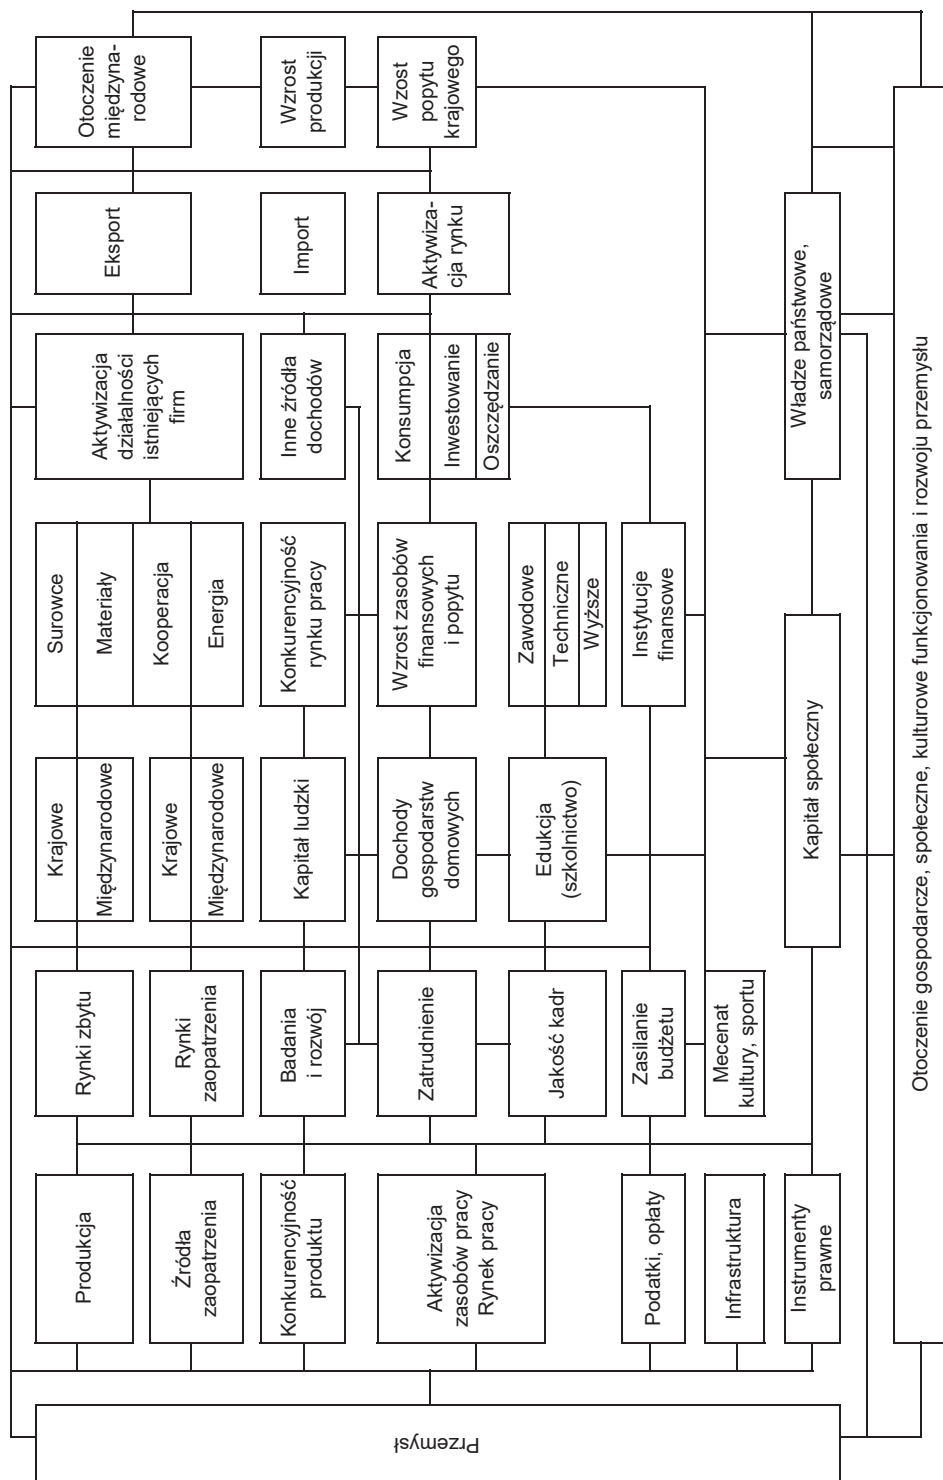 Przemysł
Produkcja
Źródła
zaopatrzenia
Konkurencyjność
produktu
Aktywizacja
zasobów pracy
Rynek pracy
Podatki, opłaty
Infrastruktura
Instrumenty
prawne
Rynki zbytu
Rynki
zaopatrzenia
Badania
i rozwój
Zatrudnienie
Jakość kadr
Zasilanie
budżetu
Mecenat
kultury, sportu
Krajowe
Międzynarodowe
Krajowe
Międzynarodowe
Kapitał ludzki
Dochody
gospodarstw
domowych
Edukcja
(szkolnictwo)
Kapitał społeczny
Surowce
Materiały
Kooperacja
Energia
Konkurencyjność
rynku pracy
Wzrost zasobów
finansowych
i popytu
Zawodowe
Techniczne
Wyższe
Instytucje
finansowe
Aktywizacja
działalności
istniejących
firm
Inne źródła
dochodów
Konsumpcja
Inwestowanie
Oszczędzanie
Władze państwowe,
samorządowe
Eksport
Import
Aktywiza-
cja rynku
Otoczenie
międzyna-
rodowe
Wzrost
produkcji
Wzost
popytu
krajowego
Otoczenie gospodarcze, społeczne, kulturowe funkcjonowania i rozwoju przemysłu